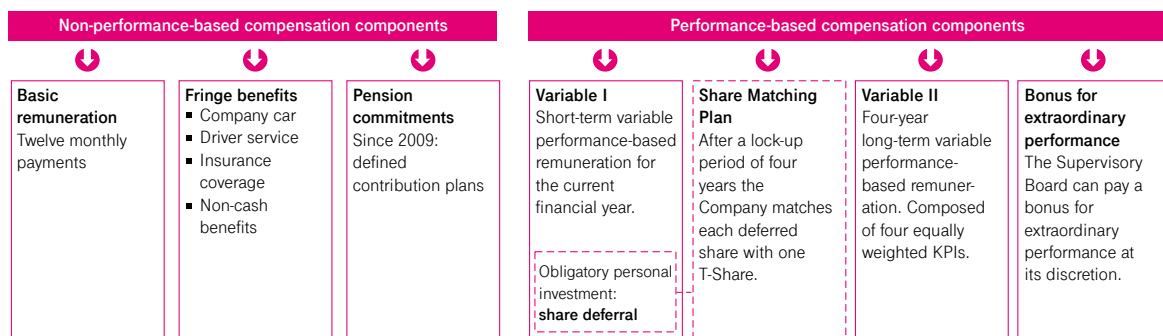 Non-performance-based compensation components
Performance-based compensation components
Basic
remuneration
Twelve monthly
payments
Fringe benefits
▪ Company car
▪ Driver service
▪ Insurance
coverage
▪ Non-cash
benefits
Pension
commitments
Since 2009:
defined
contribution plans
Variable I
Short-term variable
performance-based
remuneration for
the current
financial year.
Obligatory personal
investment:
share deferral
Share Matching
Plan
After a lock-up
period of four
years the
Company matches
each deferred
share with one
T-Share.
Variable II
Four-year
long-term variable
performance-
based remuner-
ation. Composed
of four equally
weighted KPIs.
Bonus for
extraordinary
performance
The Supervisory
Board can pay a
bonus for
extraordinary
performance at
its discretion.